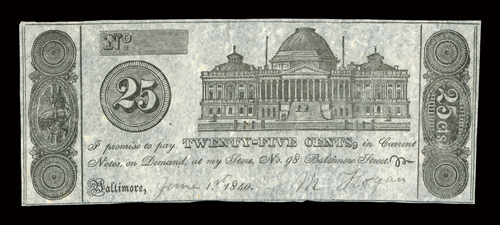 No.
25
I promise to pay TWENTY-FIVE CENTS, in Current
Notes, on Demand, at my Store, No. 98 Baltimore Street.
Baltimore, June 1st 1840. M
25 CTS.